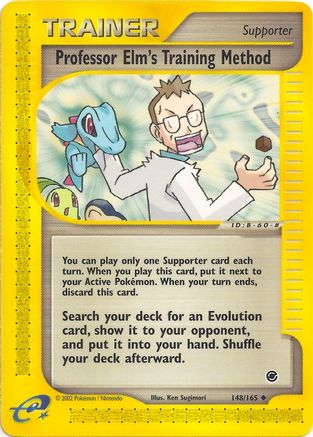 TRAINER Supporter
Professor Elm's Training Method
ID:B-60-#
You can play only one Supporter card each
turn. When you play this card, put it next to
your Active Pokémon. When your turn ends,
discard this card.
Search your deck for an Evolution
card, show it to your opponent,
and put it into your hand. Shuffle
your deck afterward.
©2002 Pokémon / Nintendo Illus. Ken Sugimori 148/165 ◆
e